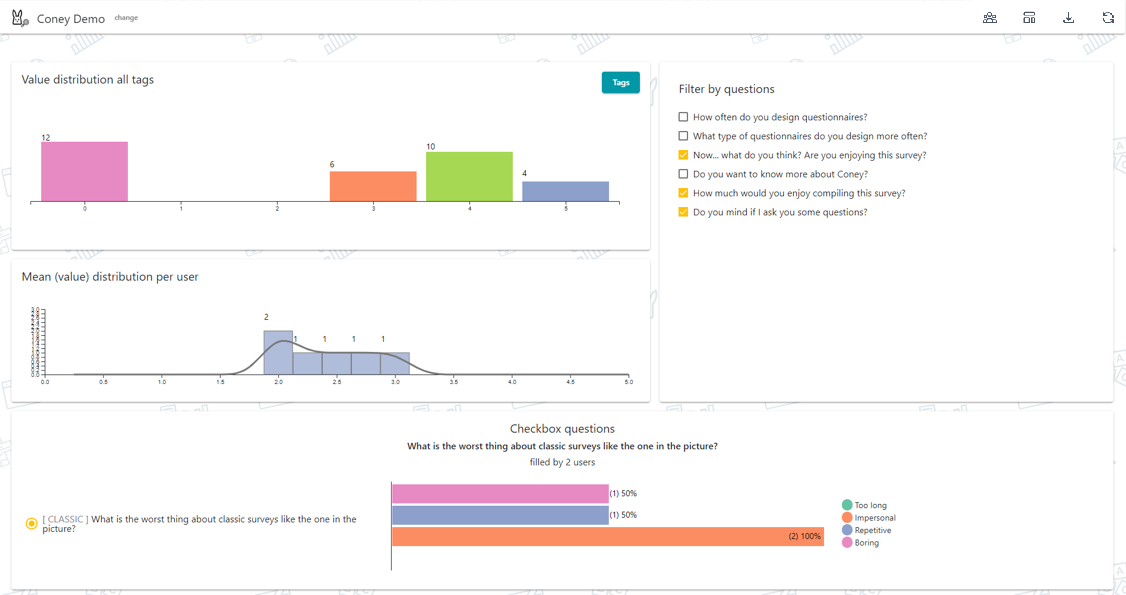 Coney Demo change
Value distribution all tags
Tags
12
6
10
4
0 1 2 3 4 5
Filter by questions
How often do you design questionnaires?
What type of questionnaires do you design more often?
Now... what do you think? Are you enjoying this survey?
Do you want to know more about Coney?
How much would you enjoy compiling this survey?
Do you mind if I ask you some questions?
Mean (value) distribution per user
2
1 1 1 1
0.0 0.5 1.0 1.5 2.0 2.5 3.0 3.5 4.0 4.5 5.0
Checkbox questions
What is the worst thing about classic surveys like the one in the picture?
filled by 2 users
[ CLASSIC ] What is the worst thing about classic surveys like the one in the
picture?
(1) 50%
(1) 50%
(2) 100%
Too long
Impersonal
Repetitive
Boring